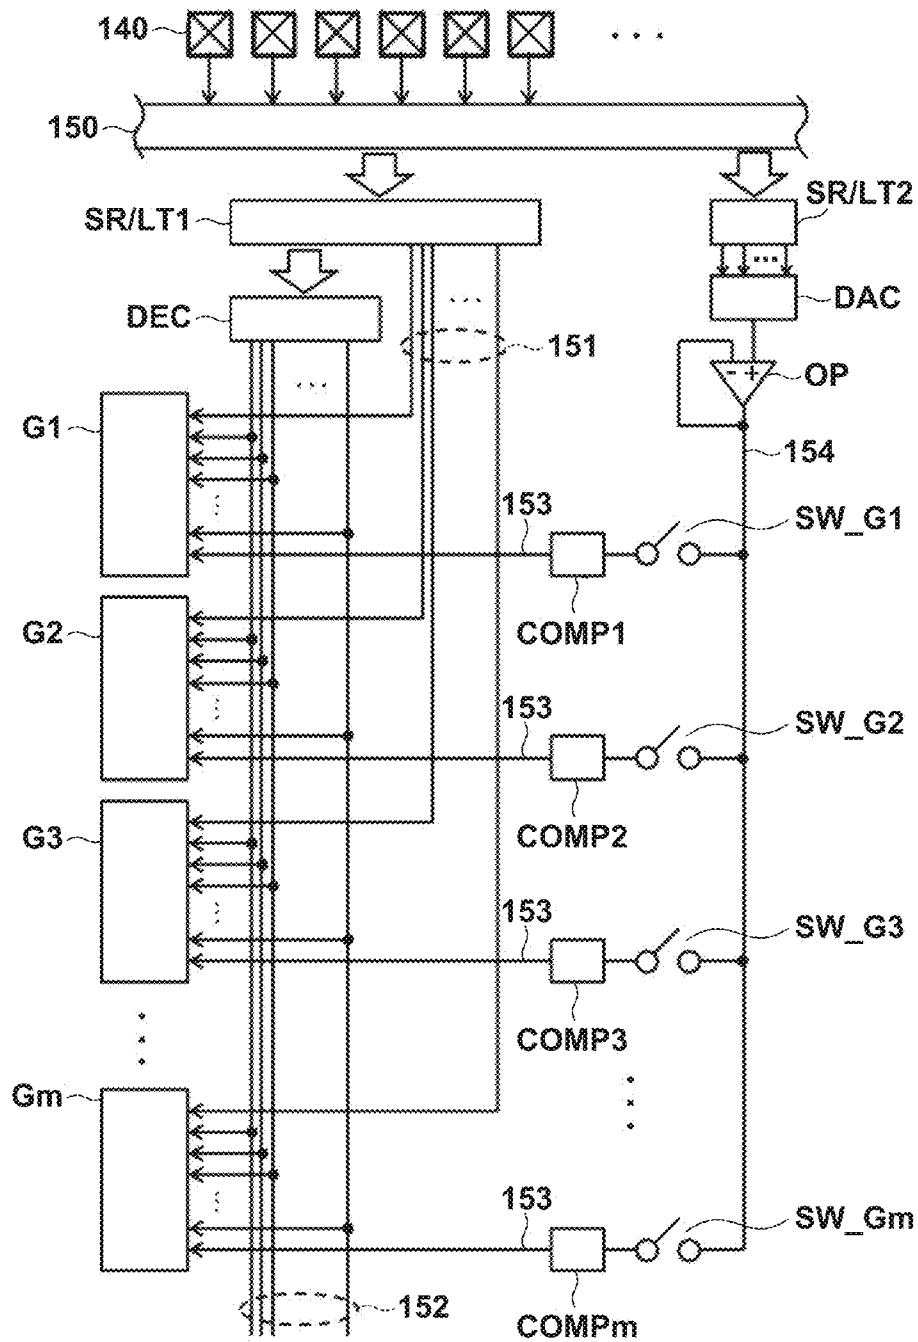 140
150
SR/LT1
SR/LT2
DEC
DAC
151
- +
OP
G1
154
153
SW_G1
COMP1
G2
153
SW_G2
COMP2
G3
153
SW_G3
COMP3
Gm
153
SW_Gm
152
COMPm